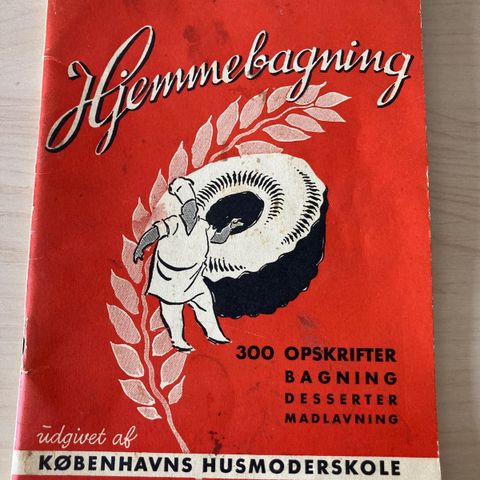 Hjemmebagning
300 OPSKRIFTER
BAGNING
DESSERTER
MADLAVNING
udgivet af
KØBENHAVNS HUSMODERSKOLE